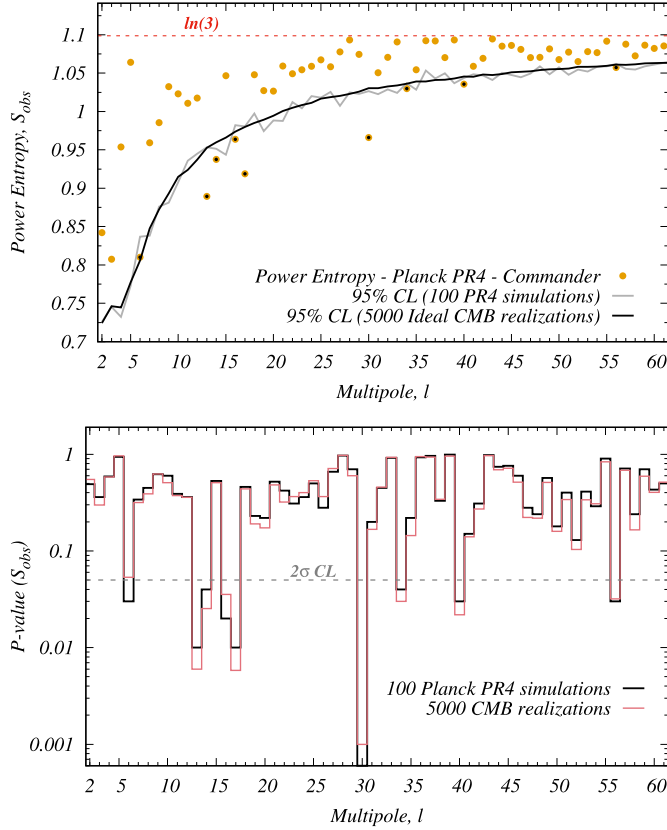 ln(3)
Power Entropy, S_obs
1.1
1.05
1
0.95
0.9
0.85
0.8
0.75
0.7
Power Entropy - Planck PR4 - Commander
95% CL (100 PR4 simulations)
95% CL (5000 Ideal CMB realizations)
2 5 10 15 20 25 30 35 40 45 50 55 60
Multipole, l
P-value (S_obs)
1
0.1
0.01
0.001
2σ CL
100 Planck PR4 simulations
5000 CMB realizations
2 5 10 15 20 25 30 35 40 45 50 55 60
Multipole, l